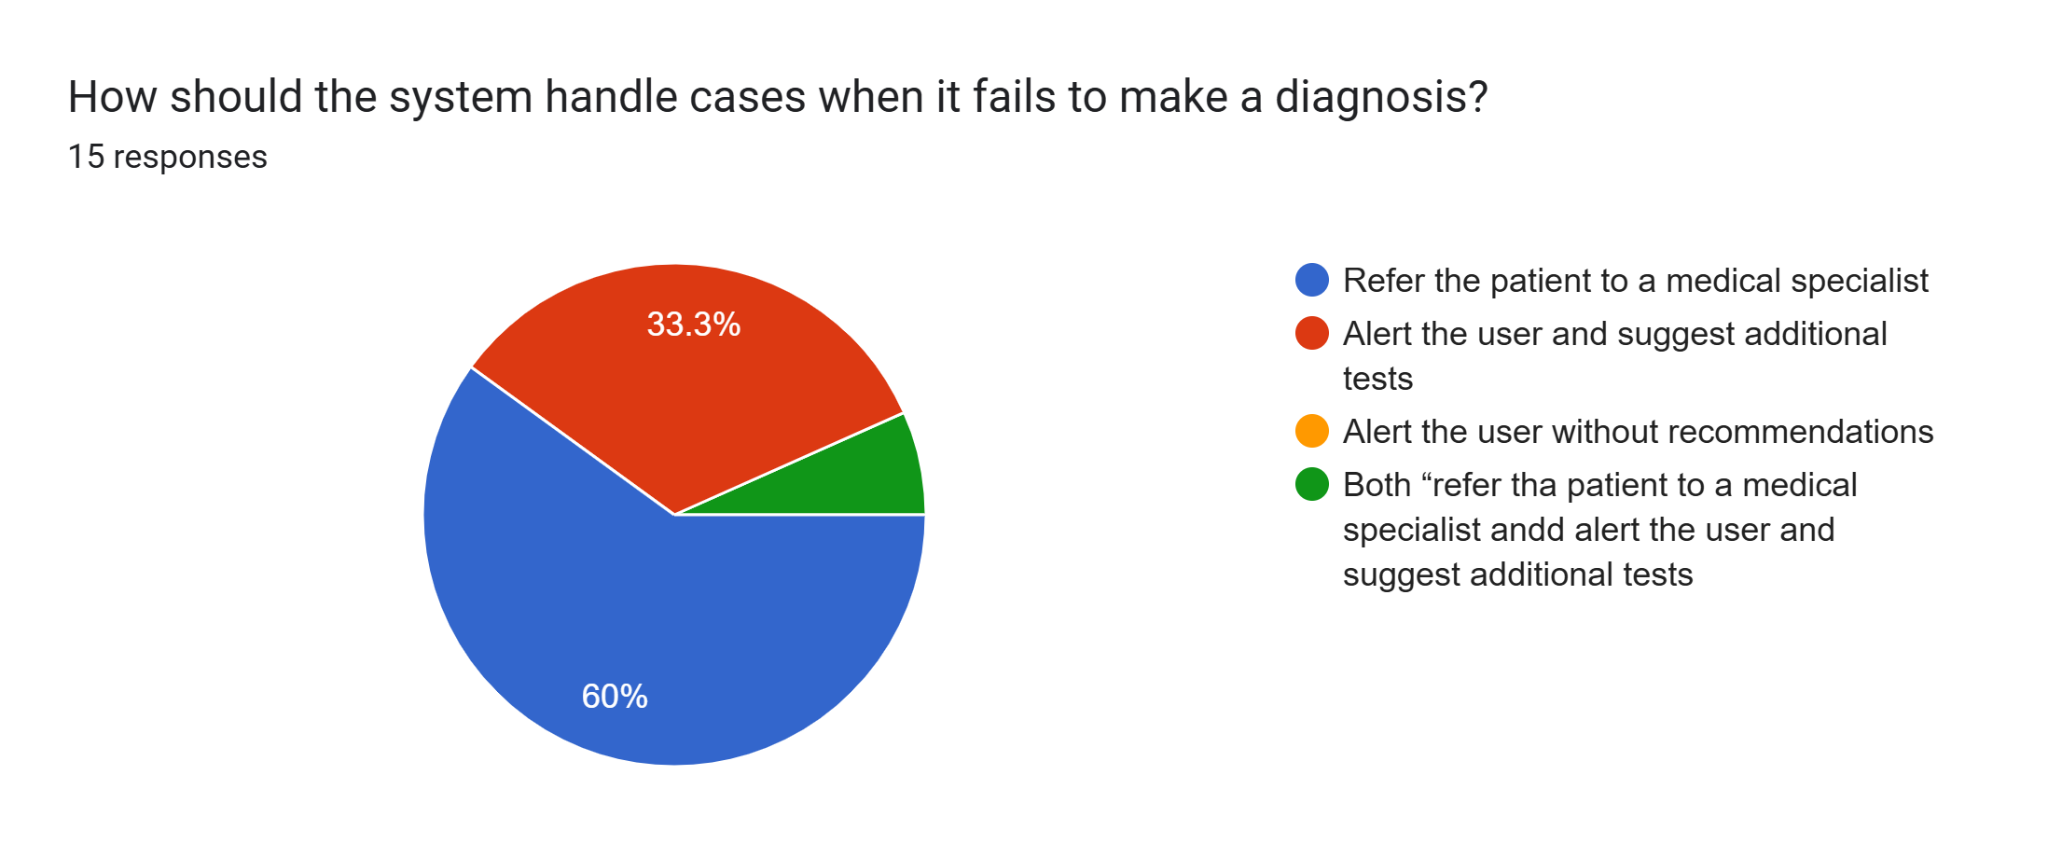 How should the system handle cases when it fails to make a diagnosis?
15 responses
33.3%
60%
Refer the patient to a medical specialist
Alert the user and suggest additional
tests
Alert the user without recommendations
Both “refer tha patient to a medical
specialist andd alert the user and
suggest additional tests